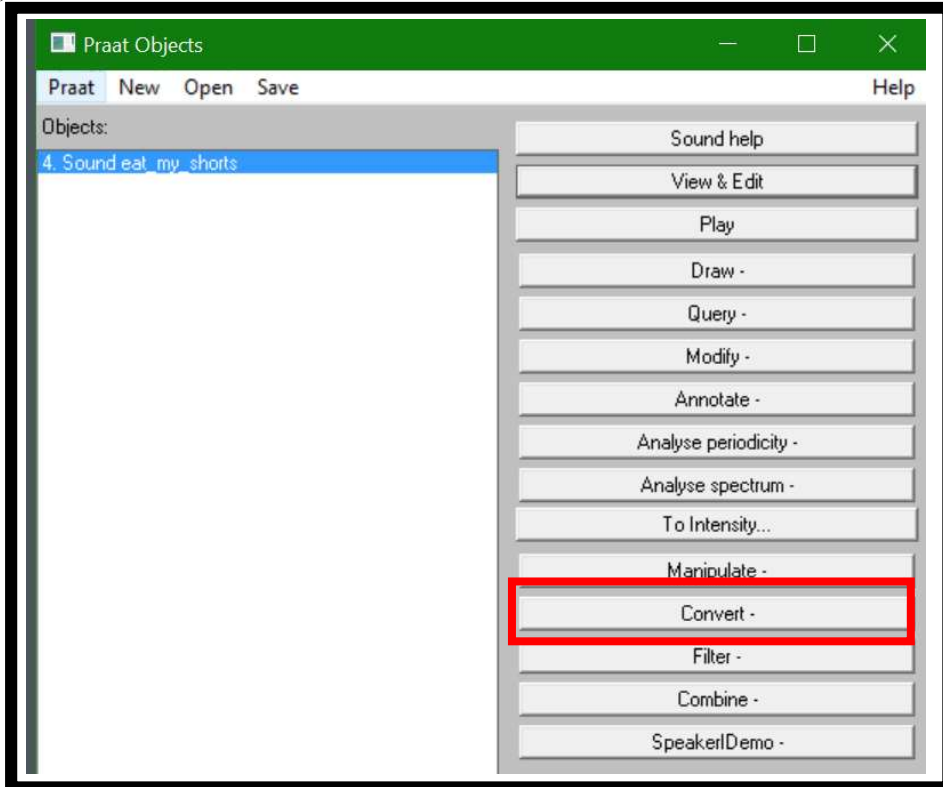 Praat Objects
Praat New Open Save Help
Objects:
4. Sound eat_my_shorts
Sound help
View & Edit
Play
Draw -
Query -
Modify -
Annotate -
Analyse periodicity -
Analyse spectrum -
To Intensity...
Manipulate -
Convert -
Filter -
Combine -
SpeakerIDemo -